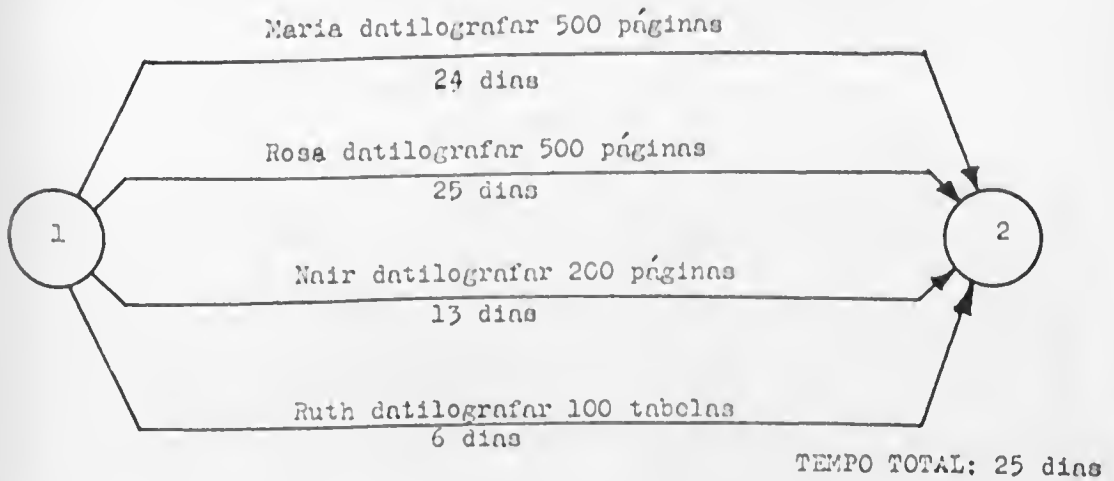 Maria datilografar 500 páginas
24 dias
Rosa datilografar 500 páginas
25 dias
1
2
Nair datilografar 200 páginas
13 dias
Ruth datilografar 100 tabelas
6 dias
TEMPO TOTAL: 25 dias